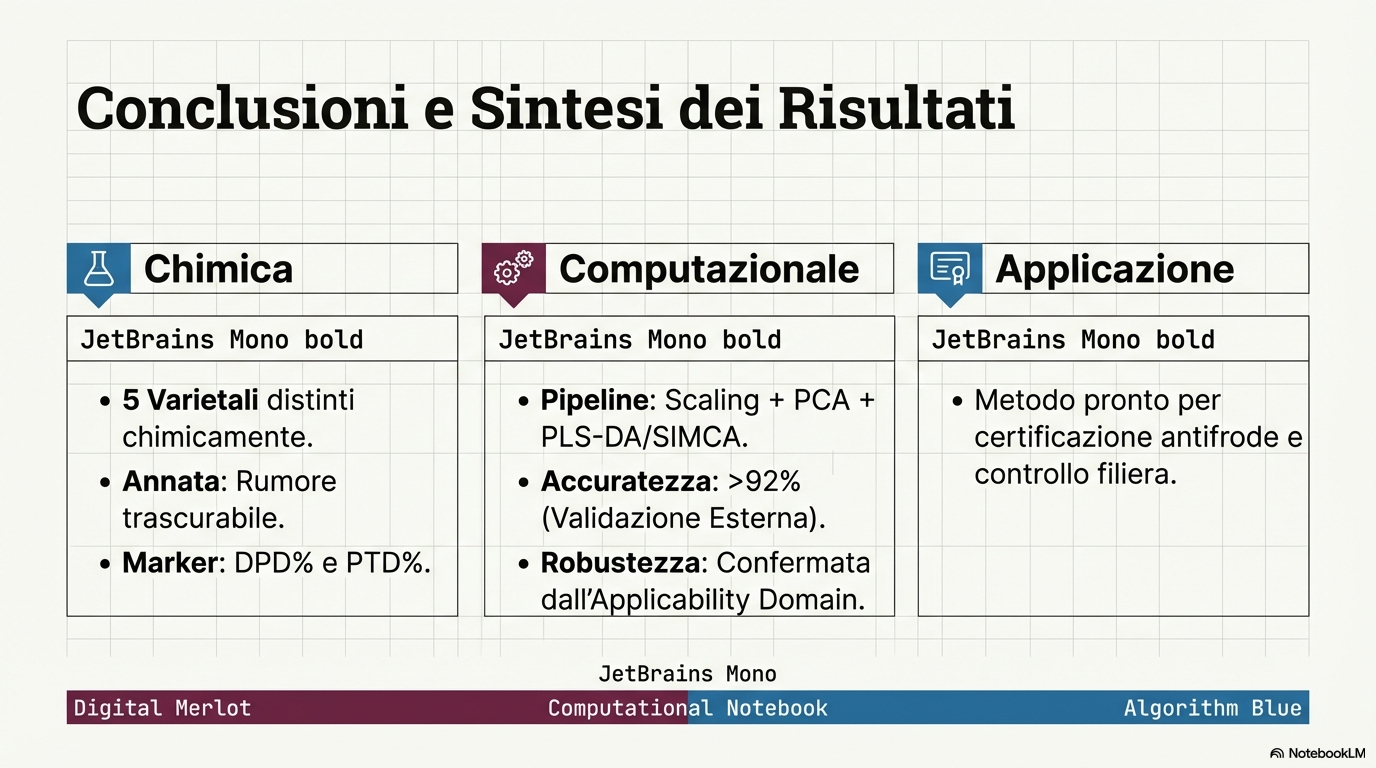 Conclusioni e Sintesi dei Risultati
Chimica
JetBrains Mono bold
• 5 Varietali distinti
chimicamente.
• Annata: Rumore
trascurabile.
• Marker: DPD% e PTD%.
Computazionale
JetBrains Mono bold
• Pipeline: Scaling + PCA +
PLS-DA/SIMCA.
• Accuratezza: >92%
(Validazione Esterna).
• Robustezza: Confermata
dall’Applicability Domain.
Applicazione
JetBrains Mono bold
• Metodo pronto per
certificazione antifrode e
controllo filiera.
JetBrains Mono
Digital Merlot
Computational Notebook
Algorithm Blue
NotebookLM